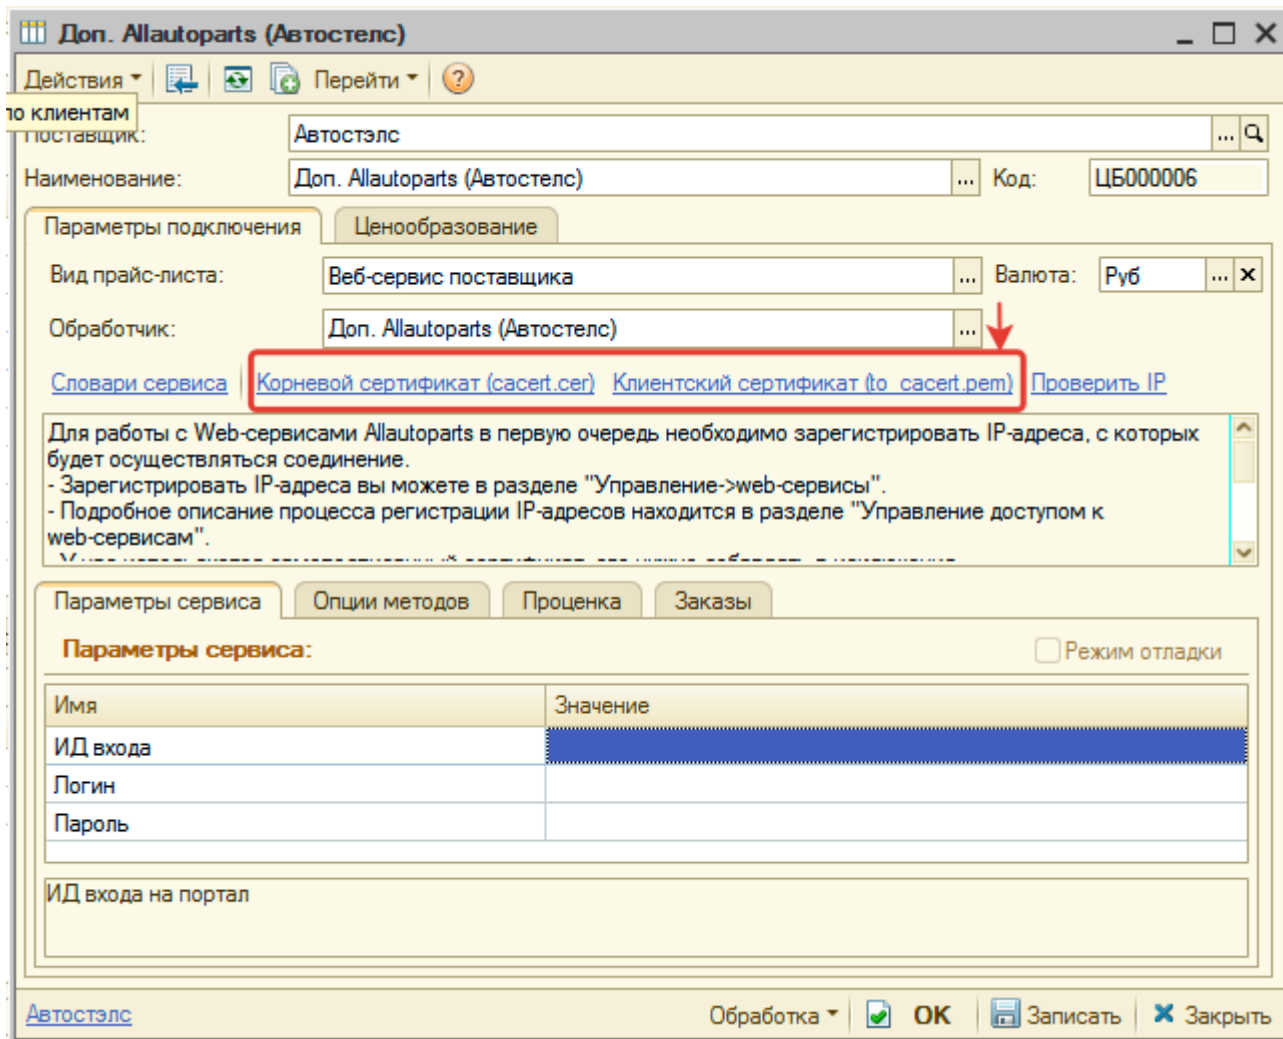 Доп. Allautoparts (Автостелс)
Действия Перейти
по клиентам
Поставщик: Автостэлс ...
Наименование: Доп. Allautoparts (Автостелс) ... Код: ЦБ000006
Параметры подключения Ценообразование
Вид прайс-листа: Веб-сервис поставщика ... Валюта: Руб ... x
Обработчик: Доп. Allautoparts (Автостелс) ...
Словари сервиса Корневой сертификат (cacert.cer) Клиентский сертификат (to_cacert.pem) Проверить IP
Для работы с Web-сервисами Allautoparts в первую очередь необходимо зарегистрировать IP-адреса, с которых
будет осуществляться соединение.
- Зарегистрировать IP-адреса вы можете в разделе "Управление->web-сервисы".
- Подробное описание процесса регистрации IP-адресов находится в разделе "Управление доступом к
web-сервисам".
Параметры сервиса Опции методов Проценка Заказы
Параметры сервиса: Режим отладки
Имя Значение
ИД входа
Логин
Пароль
ИД входа на портал
Автостэлс Обработка OK Записать Закрыть